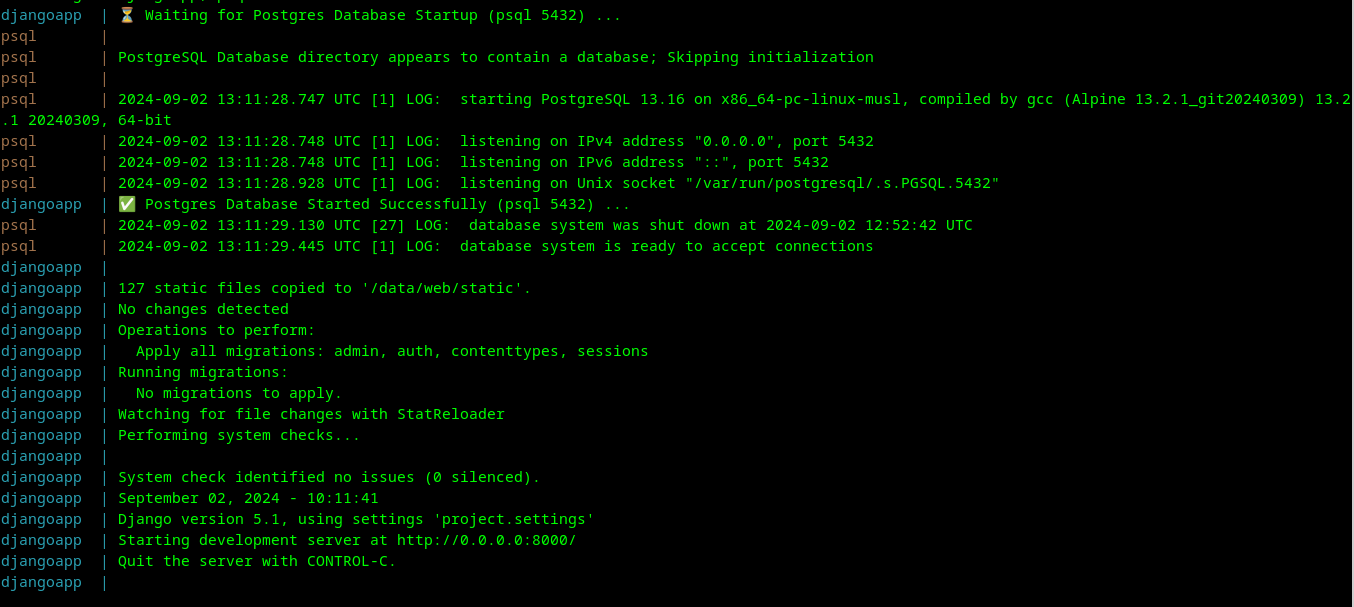 djangoapp  | ⏳ Waiting for Postgres Database Startup (psql 5432) ...
psql       |
psql       | PostgreSQL Database directory appears to contain a database; Skipping initialization
psql       |
psql       | 2024-09-02 13:11:28.747 UTC [1] LOG:  starting PostgreSQL 13.16 on x86_64-pc-linux-musl, compiled by gcc (Alpine 13.2.1_git20240309) 13.2
.1 20240309, 64-bit
psql       | 2024-09-02 13:11:28.748 UTC [1] LOG:  listening on IPv4 address "0.0.0.0", port 5432
psql       | 2024-09-02 13:11:28.748 UTC [1] LOG:  listening on IPv6 address "::", port 5432
psql       | 2024-09-02 13:11:28.928 UTC [1] LOG:  listening on Unix socket "/var/run/postgresql/.s.PGSQL.5432"
djangoapp  | ✅ Postgres Database Started Successfully (psql 5432) ...
psql       | 2024-09-02 13:11:29.130 UTC [27] LOG:  database system was shut down at 2024-09-02 12:52:42 UTC
psql       | 2024-09-02 13:11:29.445 UTC [1] LOG:  database system is ready to accept connections
djangoapp  |
djangoapp  | 127 static files copied to '/data/web/static'.
djangoapp  | No changes detected
djangoapp  | Operations to perform:
djangoapp  |   Apply all migrations: admin, auth, contenttypes, sessions
djangoapp  | Running migrations:
djangoapp  |   No migrations to apply.
djangoapp  | Watching for file changes with StatReloader
djangoapp  | Performing system checks...
djangoapp  |
djangoapp  | System check identified no issues (0 silenced).
djangoapp  | September 02, 2024 - 10:11:41
djangoapp  | Django version 5.1, using settings 'project.settings'
djangoapp  | Starting development server at http://0.0.0.0:8000/
djangoapp  | Quit the server with CONTROL-C.
djangoapp  |